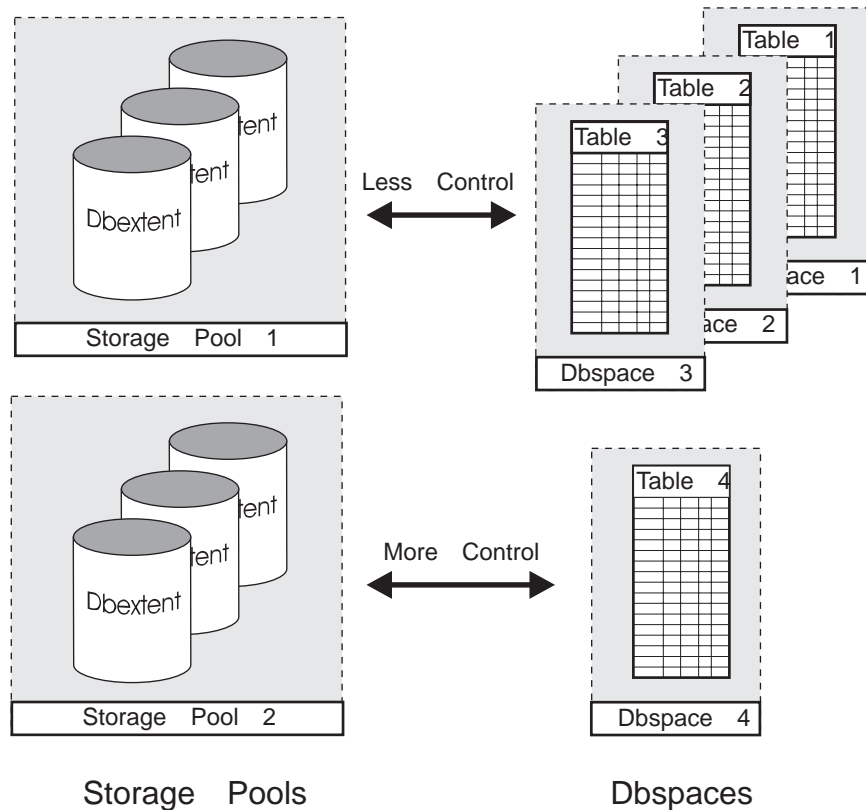 Table 1
Table 2
Table 3
tent
tent
Dbextent
Less Control
ace 1
pace 2
Dbspace 3
Storage Pool 1
Table 4
tent
tent
Dbextent
More Control
Storage Pool 2
Dbspace 4
Storage Pools
Dbspaces